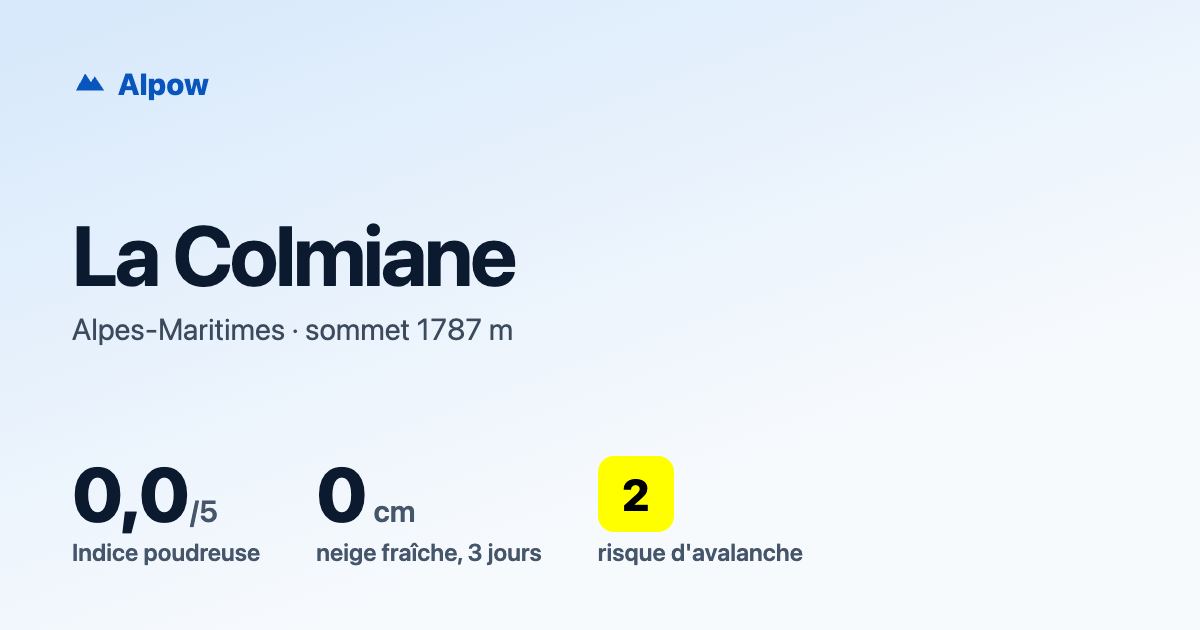 Alpow
La Colmiane
Alpes-Maritimes · sommet 1787 m
0,0/5
Indice poudreuse
0 cm
neige fraîche, 3 jours
2
risque d'avalanche